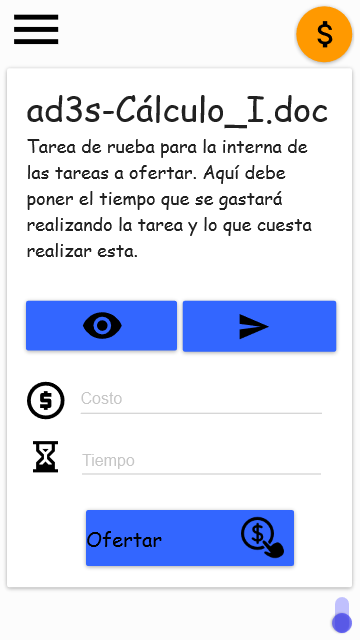 ad3s-Cálculo_I.doc
Tarea de rueba para la interna de
las tareas a ofertar. Aquí debe
poner el tiempo que se gastará
realizando la tarea y lo que cuesta
realizar esta.
Costo
Tiempo
Ofertar